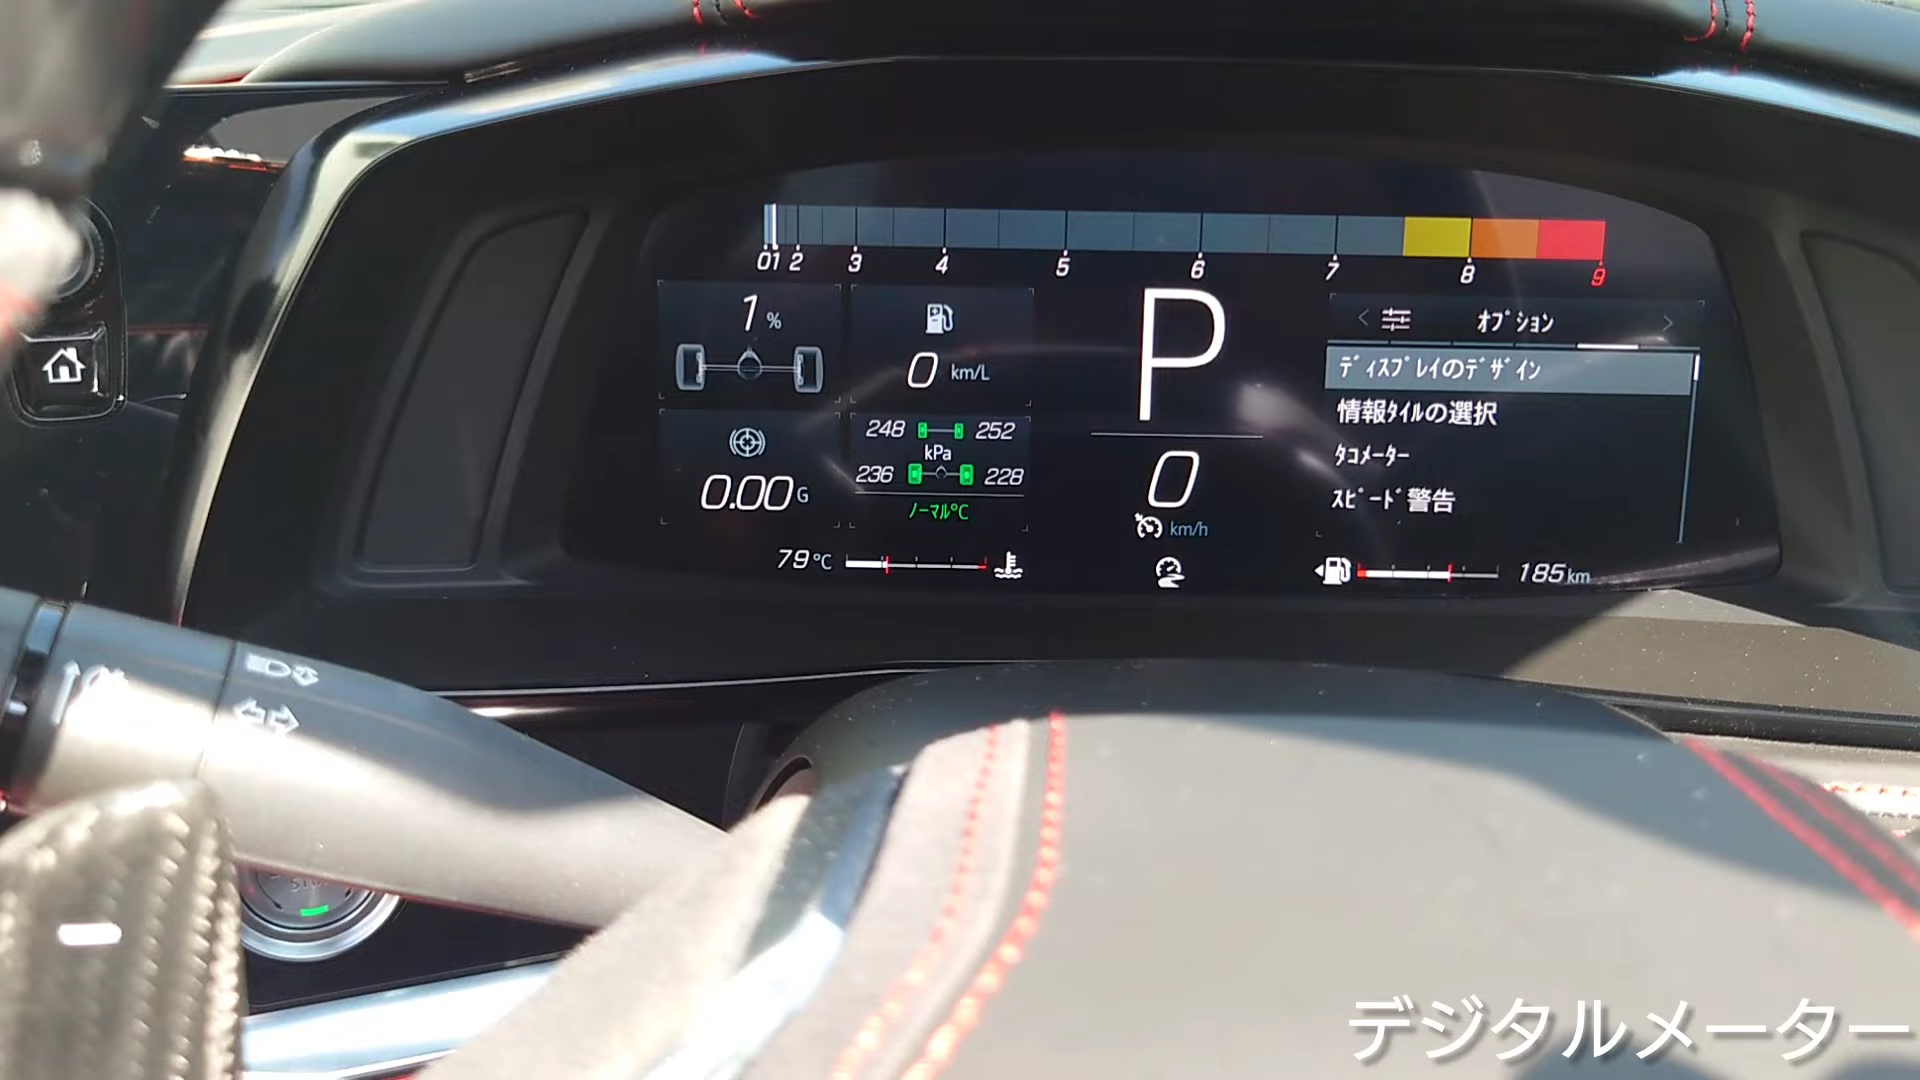 01 2 3 4 5 6 7 8 9
1 %
0 km/L
P
オプション
ディスプレイのデザイン
情報タイルの選択
タコメーター
スピード警告
248 252
kPa
236 228
ノーマル℃
0.00 G
0
km/h
79 ℃
185 km
デジタルメーター